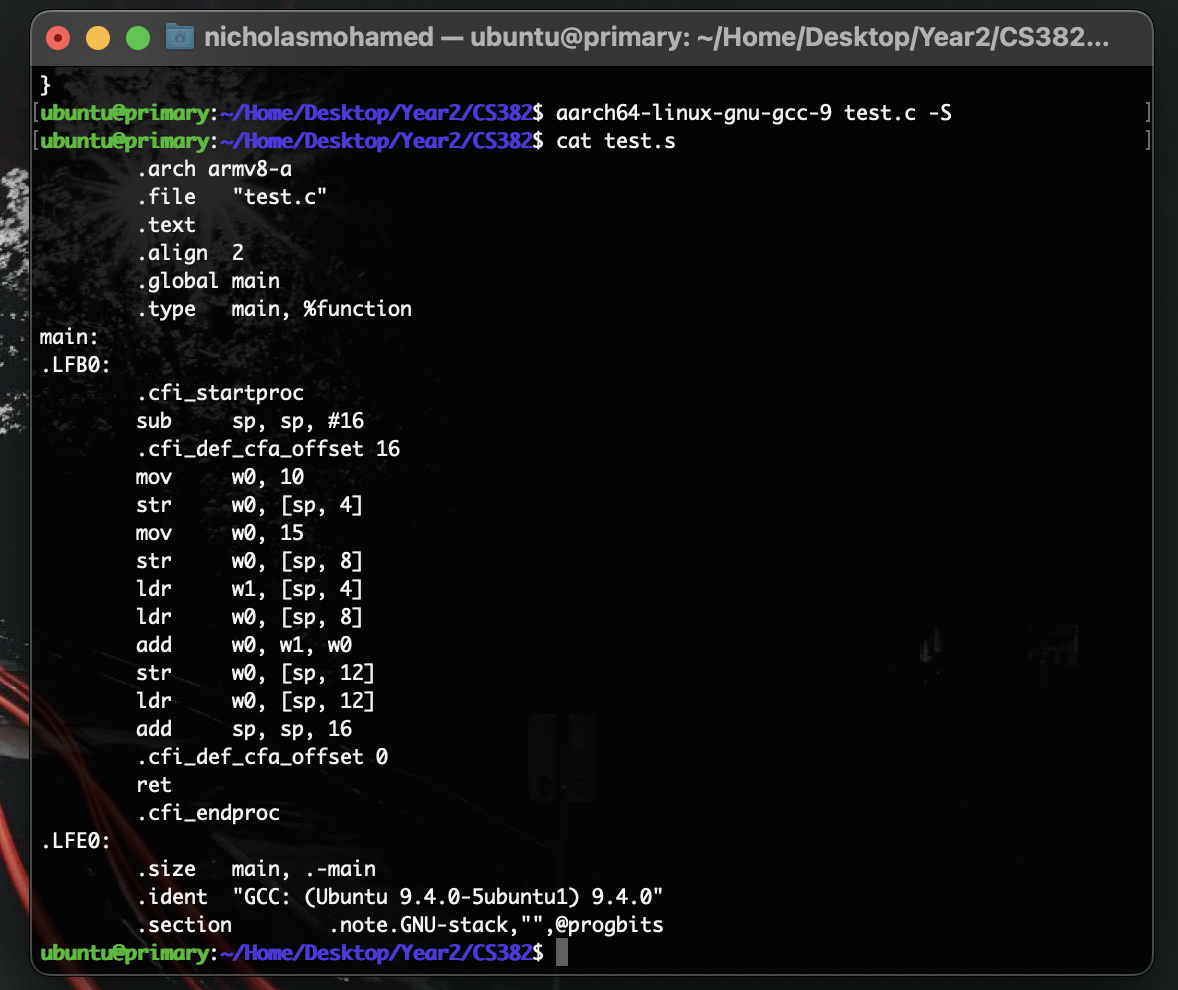 nicholasmohamed — ubuntu@primary: ~/Home/Desktop/Year2/CS382...
}
[ubuntu@primary:~/Home/Desktop/Year2/CS382$ aarch64-linux-gnu-gcc-9 test.c -S ]
[ubuntu@primary:~/Home/Desktop/Year2/CS382$ cat test.s ]
.arch armv8-a
.file "test.c"
.text
.align 2
.global main
.type main, %function
main:
.LFB0:
.cfi_startproc
sub sp, sp, #16
.cfi_def_cfa_offset 16
mov w0, 10
str w0, [sp, 4]
mov w0, 15
str w0, [sp, 8]
ldr w1, [sp, 4]
ldr w0, [sp, 8]
add w0, w1, w0
str w0, [sp, 12]
ldr w0, [sp, 12]
add sp, sp, 16
.cfi_def_cfa_offset 0
ret
.cfi_endproc
.LFE0:
.size main, .-main
.ident "GCC: (Ubuntu 9.4.0-5ubuntu1) 9.4.0"
.section .note.GNU-stack,"",@progbits
ubuntu@primary:~/Home/Desktop/Year2/CS382$